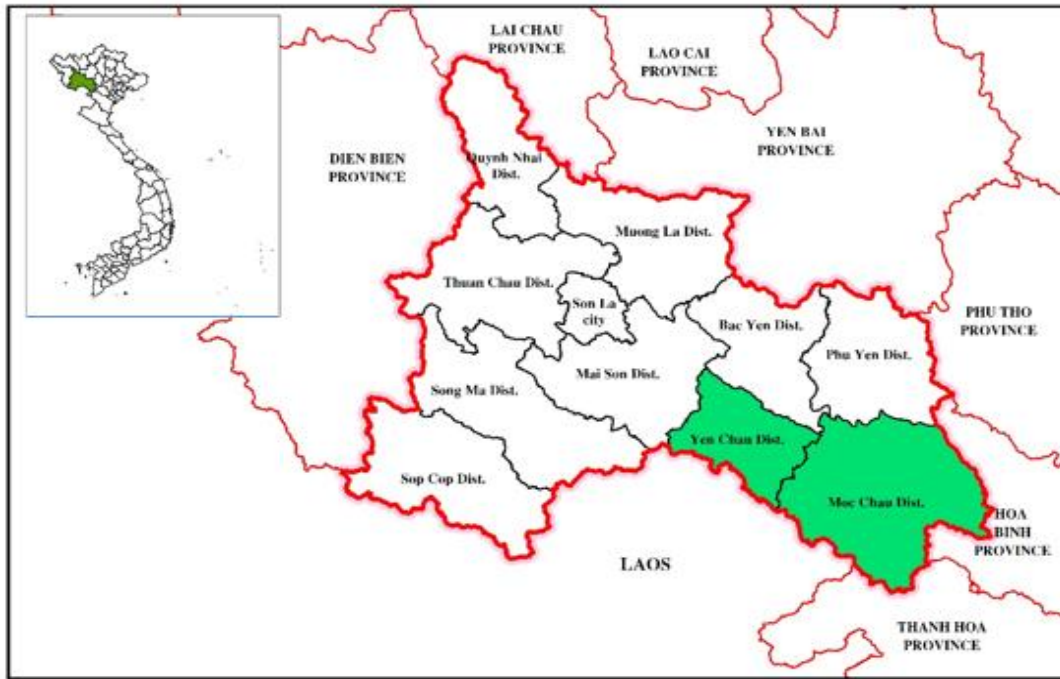 LAI CHAU
PROVINCE
LAO CAI
PROVINCE
YEN BAI
PROVINCE
DIEN BIEN
PROVINCE
Quynh Nhai
Dist.
Muong La Dist.
Thuan Chau Dist.
Son La
city
Bac Yen Dist.
PHU THO
PROVINCE
Phu Yen Dist.
Mai Son Dist.
Song Ma Dist.
Yen Chau Dist.
Sop Cop Dist.
Moc Chau Dist.
HOA
BINH
PROVINCE
LAOS
THANH HOA
PROVINCE